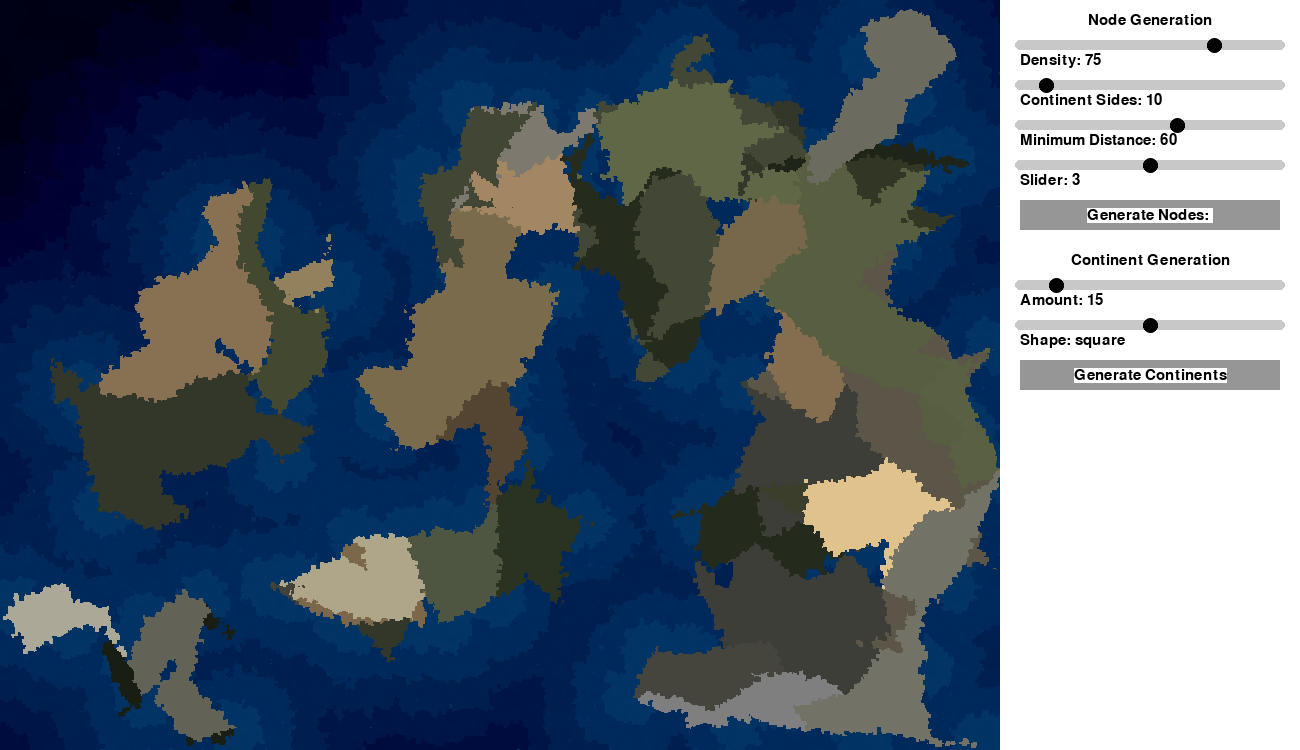 Node Generation
Density: 75
Continent Sides: 10
Minimum Distance: 60
Slider: 3
Generate Nodes:
Continent Generation
Amount: 15
Shape: square
Generate Continents